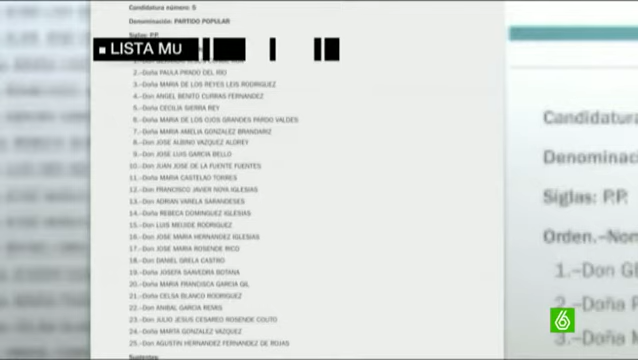 Candidatura número: 5
Denominación: PARTIDO POPULAR
Siglas: P.P.
LISTA MU
2.-Doña PAULA PRADO DEL RIO
3.-Doña MARIA DE LOS REYES LEIS RODRIGUEZ
4.-Don ANGEL BENITO CURRAS FERNANDEZ
5.-Doña CECILIA SIERRA REY
6.-Doña MARIA DE LOS OJOS GRANDES PARDO VALDES
7.-Doña MARIA AMELIA GONZALEZ BRANDARIZ
8.-Don JOSE ALBINO VAZQUEZ ALDREY
9.-Don JOSE LUIS GARCIA BELLO
10.-Don JUAN JOSE DE LA FUENTE FUENTES
11.-Doña MARIA CASTELAO TORRES
12.-Don FRANCISCO JAVIER NOYA IGLESIAS
13.-Don ADRIAN VARELA SARANDESES
14.-Doña REBECA DOMINGUEZ IGLESIAS
15.-Don LUIS MEIJIDE RODRIGUEZ
16.-Don JOSE MARIA HERNANDEZ IGLESIAS
17.-Don JOSE MARIA ROSENDE RICO
18.-Don DANIEL GRELA CASTRO
19.-Doña JOSEFA SAAVEDRA BOTANA
20.-Doña MARIA FRANCISCA GARCIA GIL
21.-Doña CELSA BLANCO RODRIGUEZ
22.-Don ANIBAL GARCIA REYAS
23.-Don JULIO JESUS CESAREO ROSENDE COUTO
24.-Doña MARTA GONZALEZ VAZQUEZ
25.-Don AGUSTIN HERNANDEZ FERNANDEZ DE ROJAS
Suplentes
Candidatura
Denominaci
Siglas: P.P.
Orden.-Nom
1.-Don GE
2.-Doña P
3.-Doña M
6